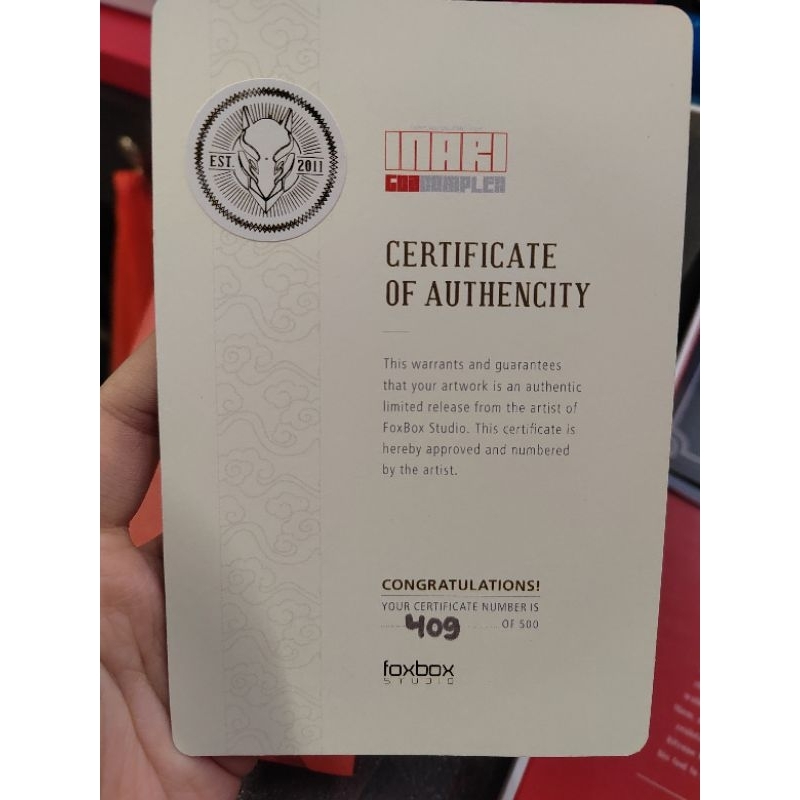 EST. 2011
INARI
GODCOMPLEX
CERTIFICATE
OF AUTHENCITY
This warrants and guarantees
that your artwork is an authentic
limited release from the artist of
FoxBox Studio. This certificate is
hereby approved and numbered
by the artist.
CONGRATULATIONS!
YOUR CERTIFICATE NUMBER IS
409 OF 500
foxbox
STUDIO